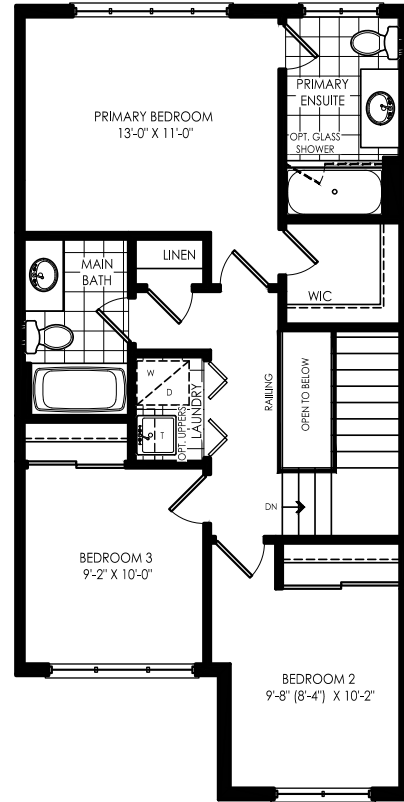 PRIMARY BEDROOM
13'-0" X 11'-0"
PRIMARY
ENSUITE
OPT. GLASS
SHOWER
LINEN
MAIN
BATH
WIC
W
D
T
OPT. UPPERS
LAUNDRY
RAILING
OPEN TO BELOW
DN
BEDROOM 3
9'-2" X 10'-0"
BEDROOM 2
9'-8" (8'-4") X 10'-2"